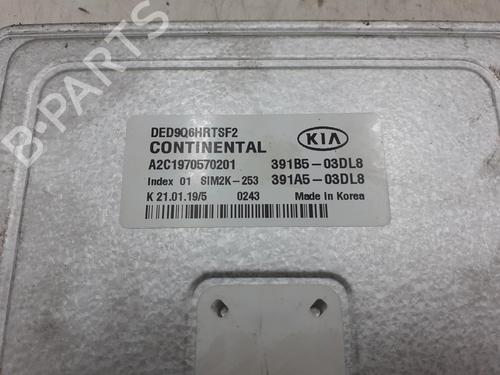 DED9Q6HRTSF2
CONTINENTAL
KIA
A2C1970570201 391B5-03DL8
Index 01 SIM2K-253 391A5-03DL8
K 21.01.19/5 0243 Made in Korea
B-PARTS